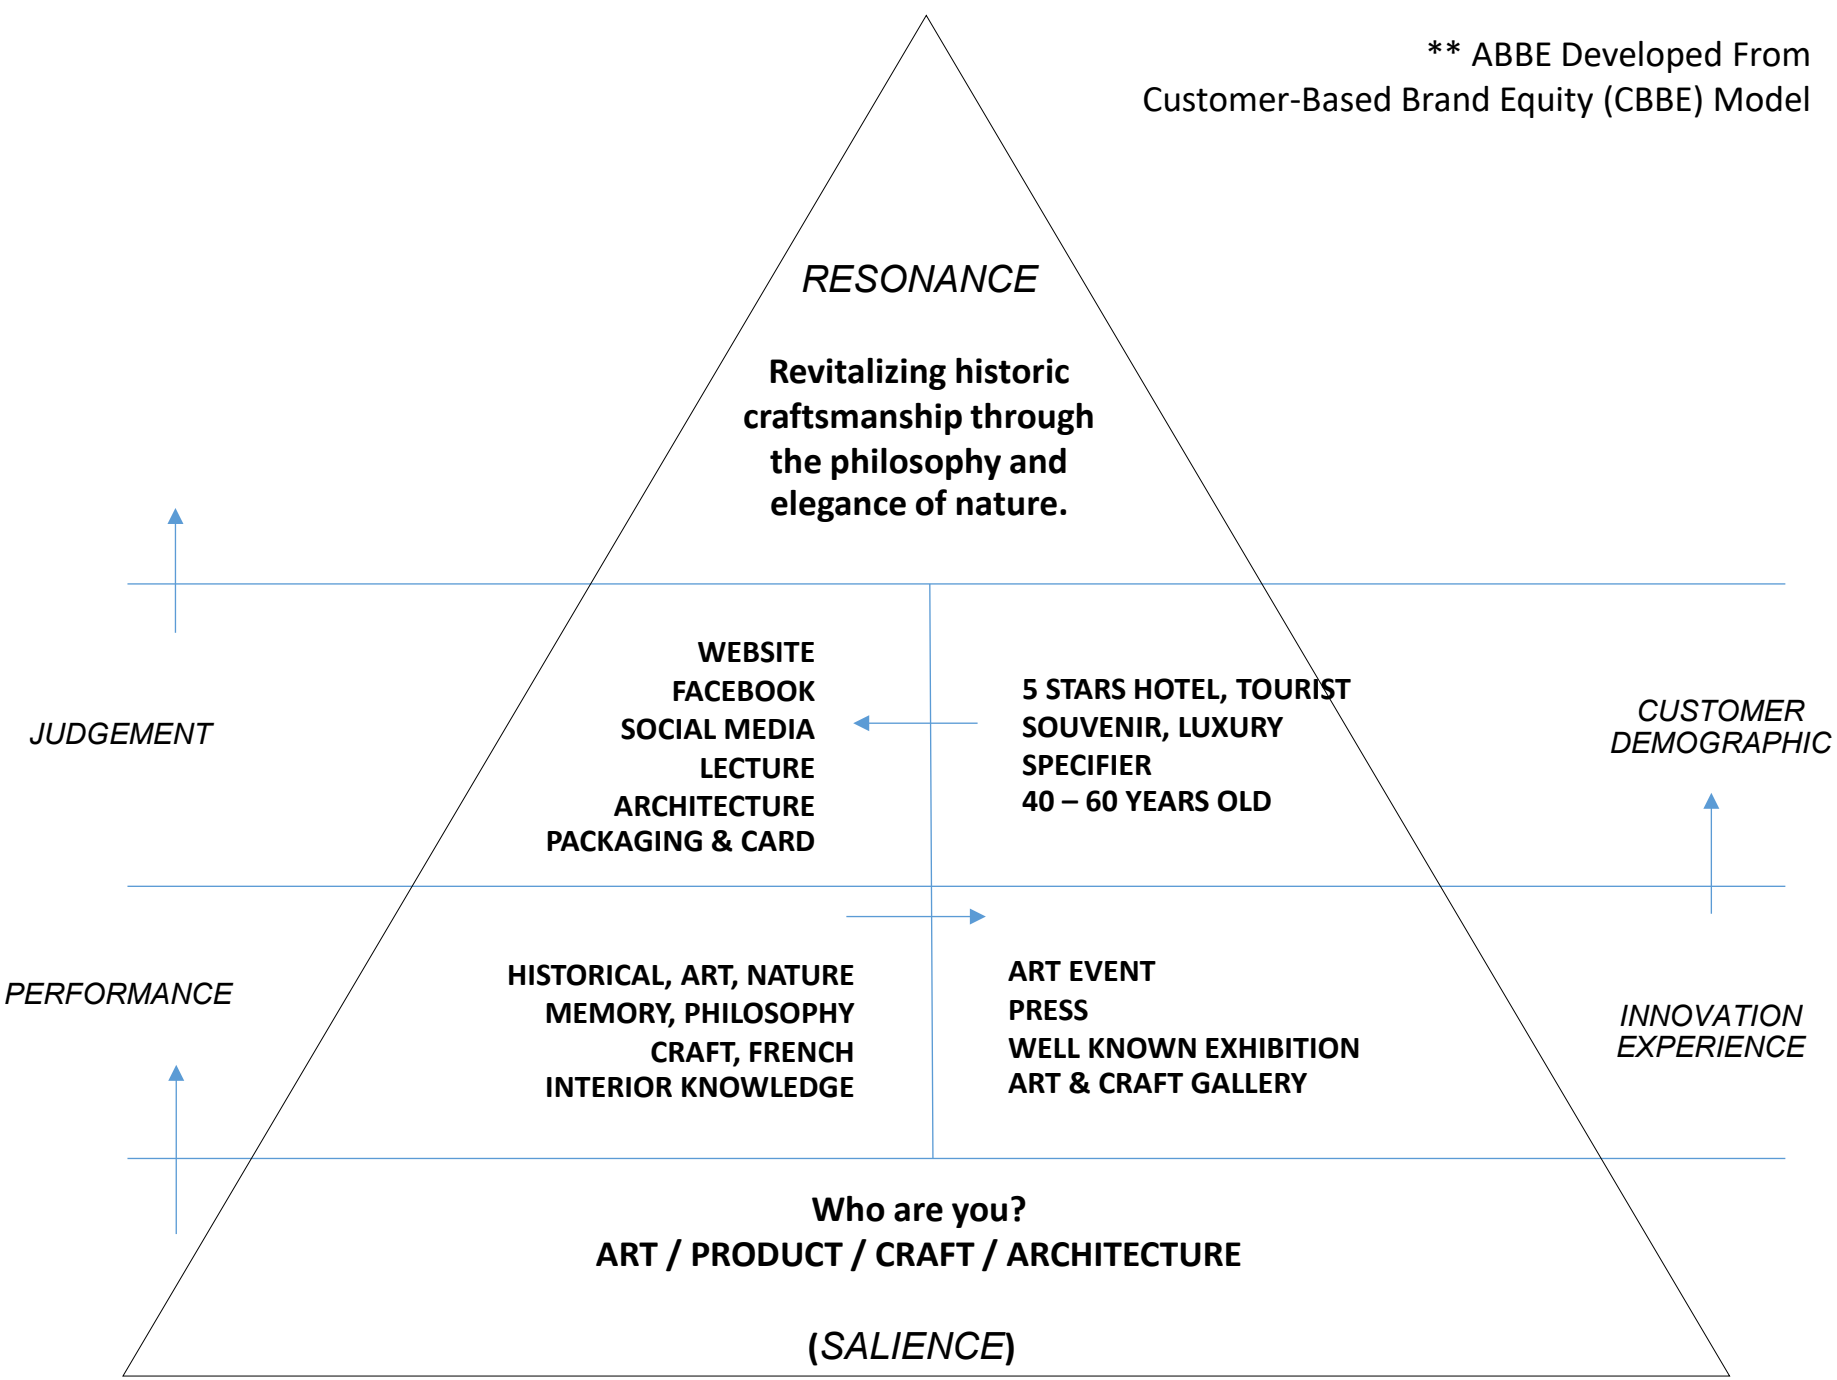 ** ABBE Developed From
Customer-Based Brand Equity (CBBE) Model
RESONANCE
Revitalizing historic
craftsmanship through
the philosophy and
elegance of nature.
JUDGEMENT
WEBSITE
FACEBOOK
SOCIAL MEDIA
LECTURE
ARCHITECTURE
PACKAGING & CARD
5 STARS HOTEL, TOURIST
SOUVENIR, LUXURY
SPECIFIER
40 – 60 YEARS OLD
CUSTOMER
DEMOGRAPHIC
PERFORMANCE
HISTORICAL, ART, NATURE
MEMORY, PHILOSOPHY
CRAFT, FRENCH
INTERIOR KNOWLEDGE
ART EVENT
PRESS
WELL KNOWN EXHIBITION
ART & CRAFT GALLERY
INNOVATION
EXPERIENCE
Who are you?
ART / PRODUCT / CRAFT / ARCHITECTURE
(SALIENCE)